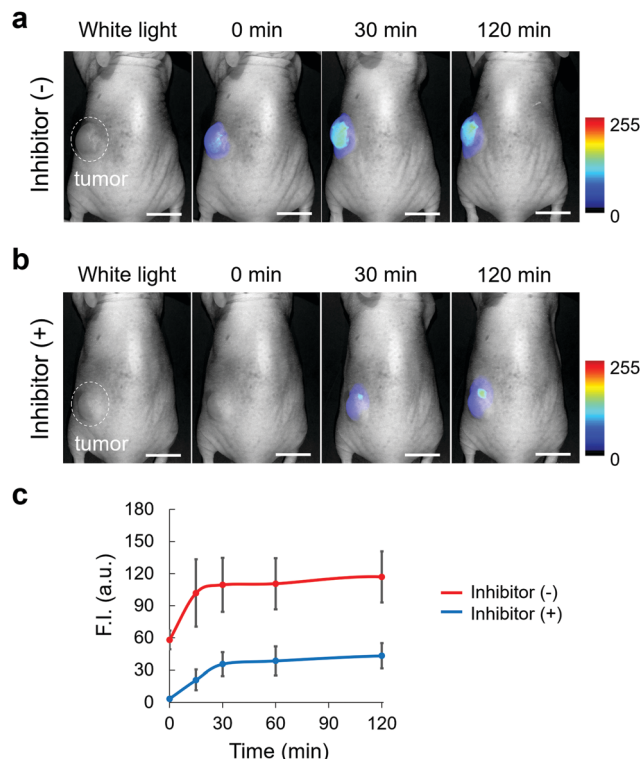 a
White light 0 min 30 min 120 min
Inhibitor (-)
tumor
255
0
b
White light 0 min 30 min 120 min
Inhibitor (+)
tumor
255
0
c
180
150
120
90
60
30
0
F.I. (a.u.)
0 30 60 90 120
Time (min)
Inhibitor (-)
Inhibitor (+)